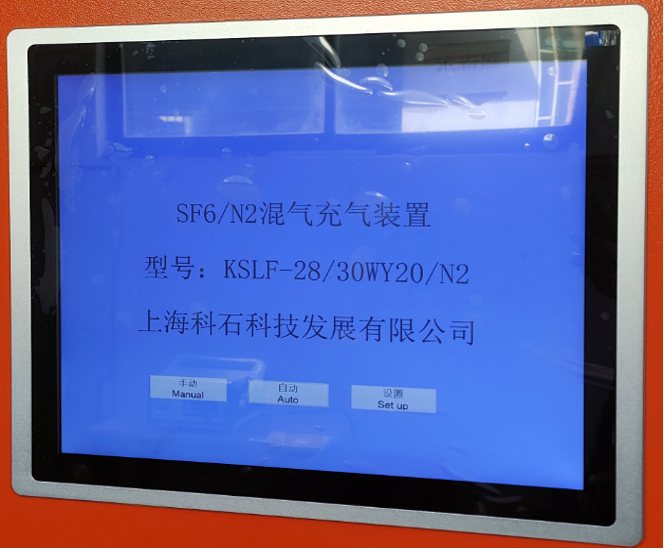 SF6/N2混气充气装置
型号：KSLF-28/30WY20/N2
上海科石科技发展有限公司
手动
Manual
自动
Auto
设置
Set up